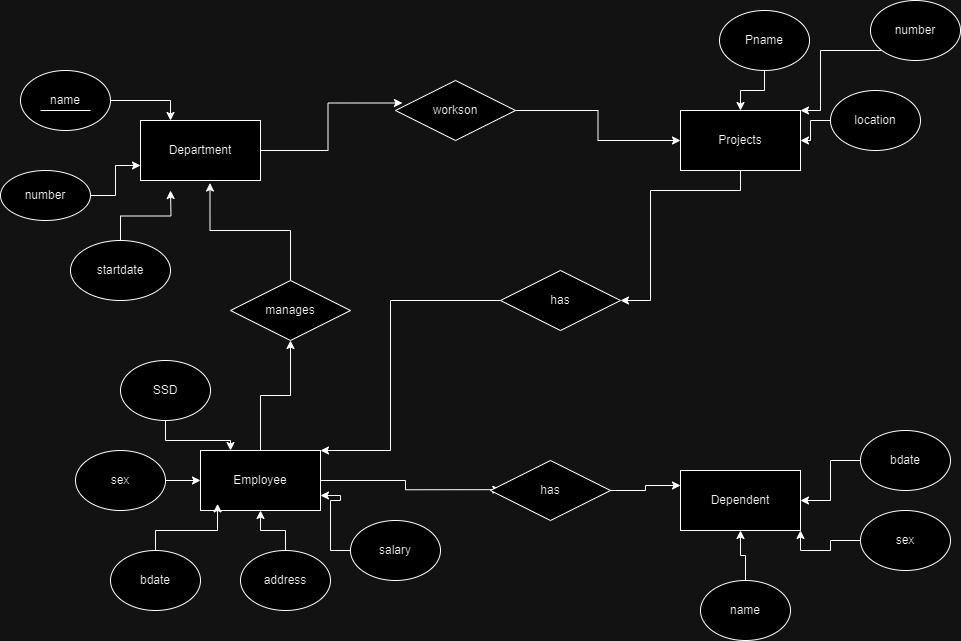 Pname
number
name
workson
location
Department
Projects
number
startdate
has
manages
SSD
sex
Employee
has
Dependent
bdate
salary
sex
bdate
address
name